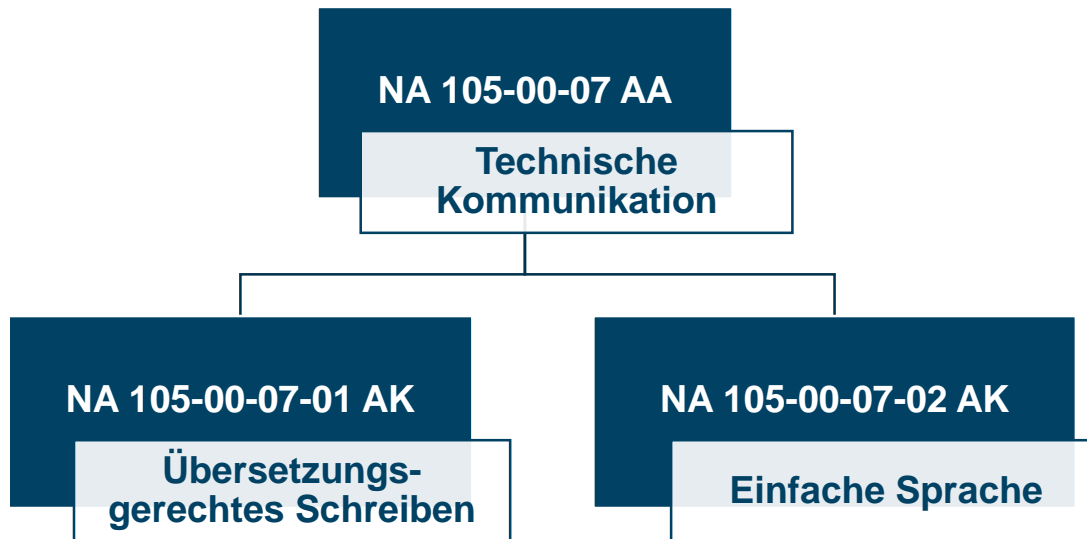 NA 105-00-07 AA
Technische
Kommunikation
NA 105-00-07-01 AK
Übersetzungs-
gerechtes Schreiben
NA 105-00-07-02 AK
Einfache Sprache